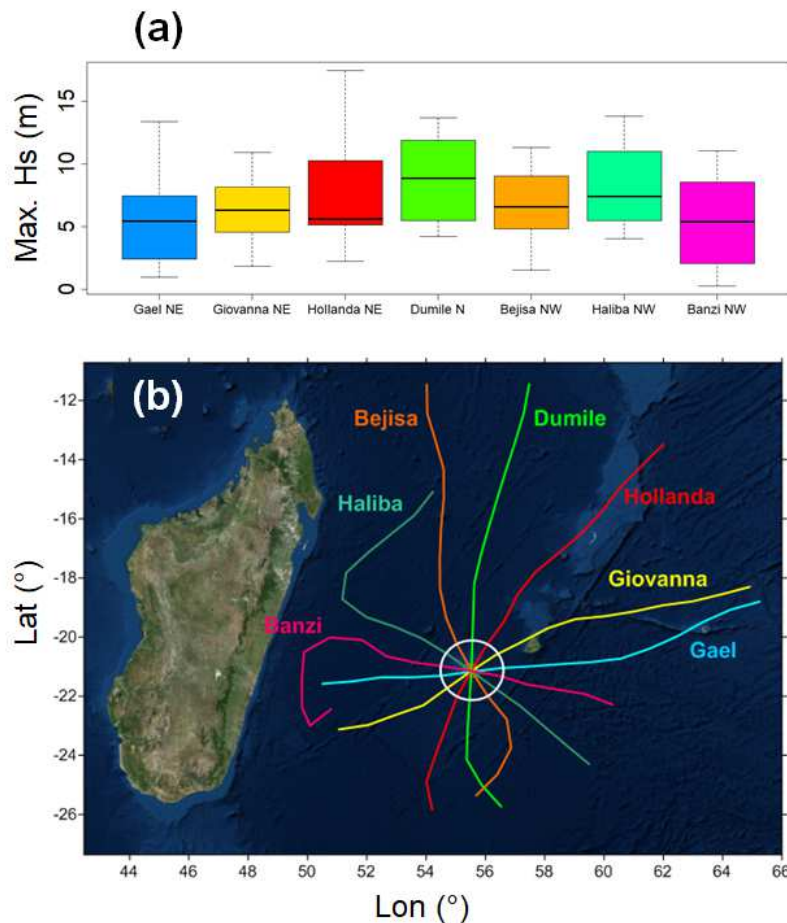 (a)
Max. Hs (m)
15
10
5
0
Gael NE Giovanna NE Hollanda NE Dumile N Bejisa NW Haliba NW Banzi NW
(b)
Lat (°)
-12
-14
-16
-18
-20
-22
-24
-26
Bejisa Dumile
Hollanda
Haliba
Giovanna
Banzi
Gael
44 46 48 50 52 54 56 58 60 62 64 66
Lon (°)